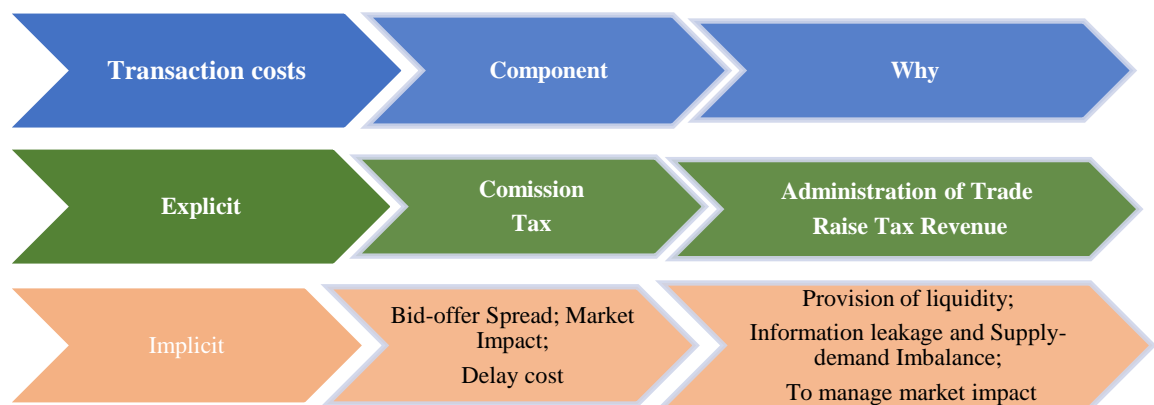 Transaction costs
Component
Why
Explicit
Comission
Tax
Administration of Trade
Raise Tax Revenue
Implicit
Bid-offer Spread; Market
Impact;
Delay cost
Provision of liquidity;
Information leakage and Supply-
demand Imbalance;
To manage market impact